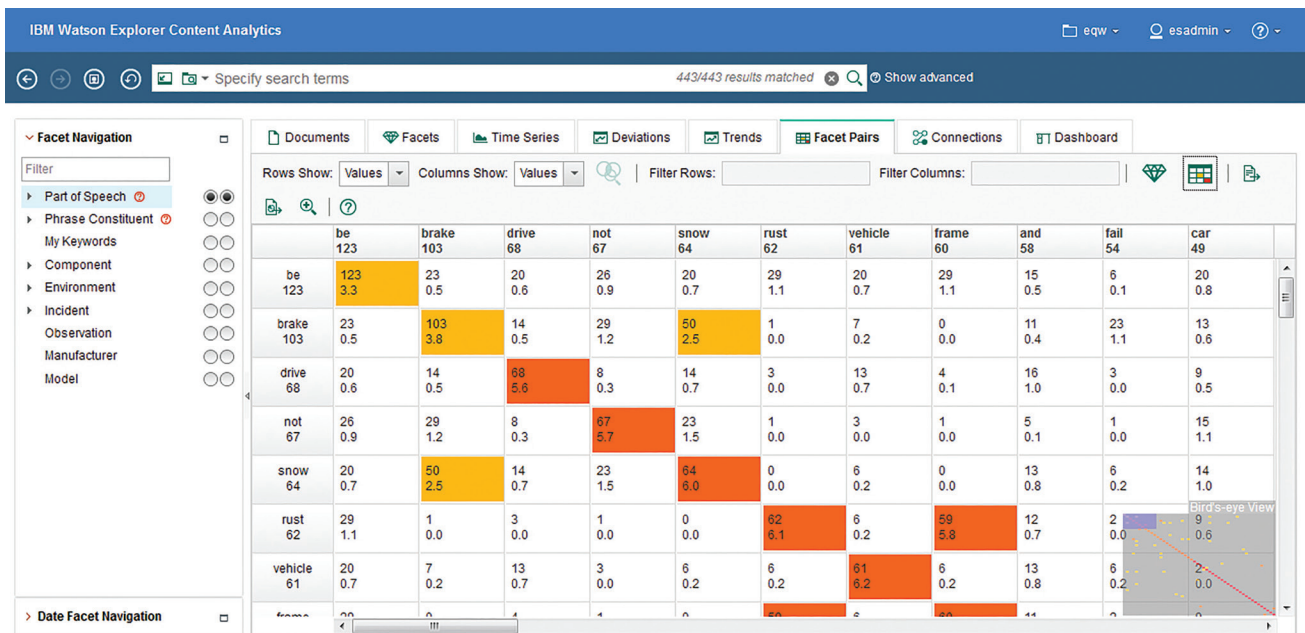 IBM Watson Explorer Content Analytics
eqw
esadmin
Specify search terms
443/443 results matched
Show advanced
Facet Navigation
Filter
Part of Speech
Phrase Constituent
My Keywords
Component
Environment
Incident
Observation
Manufacturer
Model
Date Facet Navigation
Documents Facets Time Series Deviations Trends Facet Pairs Connections Dashboard
Rows Show: Values Columns Show: Values Filter Rows: Filter Columns:
be brake drive not snow rust vehicle frame and fail car
123 103 68 67 64 62 61 60 58 54 49
be 123 23 20 26 20 29 20 29 15 6 20
123 3.3 0.5 0.6 0.9 0.7 1.1 0.7 1.1 0.5 0.1 0.8
brake 23 103 14 29 50 1 7 0 11 23 13
103 0.5 3.8 0.5 1.2 2.5 0.0 0.2 0.0 0.4 1.1 0.6
drive 20 14 68 8 14 3 13 4 16 3 9
68 0.6 0.5 5.6 0.3 0.7 0.0 0.7 0.1 1.0 0.0 0.5
not 26 29 8 67 23 1 3 1 5 1 15
67 0.9 1.2 0.3 5.7 1.5 0.0 0.0 0.0 0.1 0.0 1.1
snow 20 50 14 23 64 0 6 0 13 6 14
64 0.7 2.5 0.7 1.5 6.0 0.0 0.2 0.0 0.8 0.2 1.0
rust 29 1 3 1 0 62 6 59 12 2 9
62 1.1 0.0 0.0 0.0 0.0 6.1 0.2 5.8 0.7 0.0 0.6
Bird's-eye View
vehicle 20 7 13 3 6 6 61 6 13 6 2
61 0.7 0.2 0.7 0.0 0.2 0.2 6.2 0.2 0.8 0.2 0.0